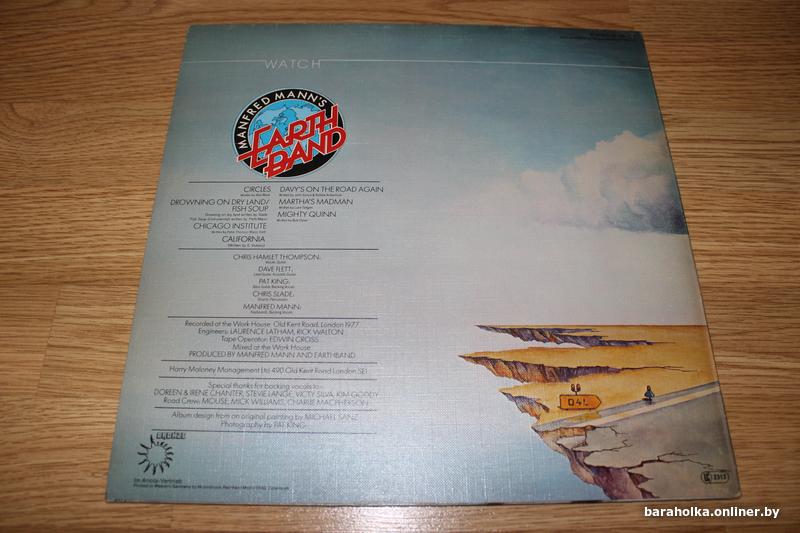 WATCH
MANFRED MANN'S
EARTH
BAND
CIRCLES
DROWNING ON DRY LAND/
FISH SOUP
CHICAGO INSTITUTE
CALIFORNIA
DAVY'S ON THE ROAD AGAIN
MARTHA'S MADMAN
MIGHTY QUINN
CHRIS HAMLET THOMPSON:
DAVE FLETT:
PAT KING:
CHRIS SLADE:
MANFRED MANN:
Recorded at the Work House. Old Kent Road, London 1977
Engineers: LAURENCE LATHAM, RICK WALTON
Tape Operator: EDWIN CROSS
Mixed at the Work House
PRODUCED BY MANFRED MANN AND EARTHBAND
Harry Maloney Management Ltd 490 Old Kent Road London SE1
Special thanks for backing vocals to:-
DOREEN & IRENE CHANTER, STEVIE LANGE, VICTY SILVA, KIM GOODY
Road Crew: MOUSE, MICK WILLIAMS, CHARLIE MACPHERSON
Album design from an original painting by MICHAEL SANZ
Photography by PAT KING
BRONZE
Im Ariola-Vertrieb
04L
baraholka.onliner.by